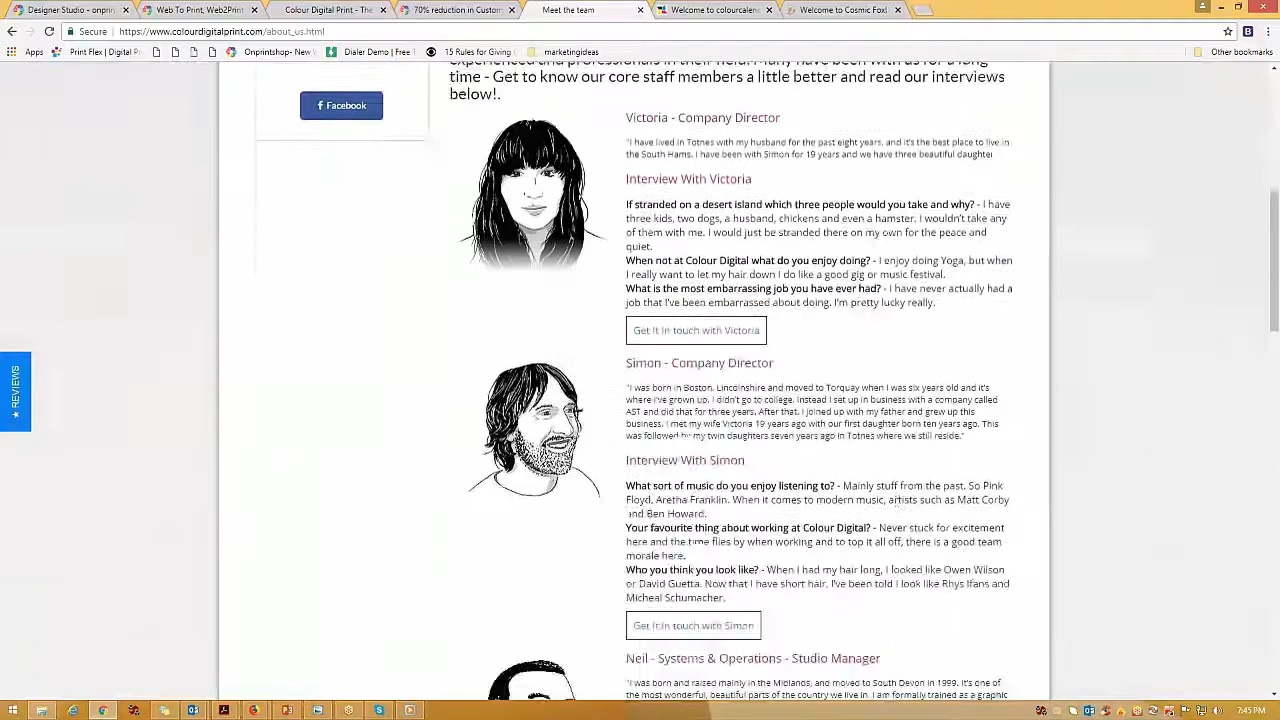 Designer Studio - onprin
Web To Print, Web2Print
Colour Digital Print - The
70% reduction in Custom
Meet the team
Welcome to colourcalen
Welcome to Cosmic Foxl
Secure | https://www.colourdigitalprint.com/about_us.html
Apps Print Flex | Digital Pr Onprintshop- New Dialer Demo | Free 15 Rules for Giving marketingideas Other bookmarks
Experienced and professionals in their field. Many have been with us for a long
time - Get to know our core staff members a little better and read our interviews
below!.
Facebook
Victoria - Company Director
"I have lived in Totnes with my husband for the past eight years, and it's the best place to live in
the South Hams. I have been with Simon for 19 years and we have three beautiful daughter
Interview With Victoria
If stranded on a desert island which three people would you take and why? - I have
three kids, two dogs, a husband, chickens and even a hamster. I wouldn't take any
of them with me. I would just be stranded there on my own for the peace and
quiet.
When not at Colour Digital what do you enjoy doing? - I enjoy doing Yoga, but when
I really want to let my hair down I do like a good gig or music festival.
What is the most embarrassing job you have ever had? - I have never actually had a
job that I've been embarrassed about doing. I'm pretty lucky really.
Get It In touch with Victoria
★ REVIEWS
Simon - Company Director
"I was born in Boston, Lincolnshire and moved to Torquay when I was six years old and it's
where I've grown up. I didn't go to college. Instead I set up in business with a company called
AST and did that for three years. After that, I joined up with my father and grew up this
business. I met my wife Victoria 19 years ago with our first daughter born ten years ago. This
was followed by my twin daughters seven years ago in Totnes where we still reside."
Interview With Simon
What sort of music do you enjoy listening to? - Mainly stuff from the past. So Pink
Floyd, Aretha Franklin. When it comes to modern music, artists such as Matt Corby
and Ben Howard.
Your favourite thing about working at Colour Digital? - Never stuck for excitement
here and the time flies by when working and to top it all off, there is a good team
morale here.
Who you think you look like? - When I had my hair long, I looked like Owen Wilson
or David Guetta. Now that I have short hair, I've been told I look like Rhys Ifans and
Micheal Schumacher.
Get It In touch with Simon
Neil - Systems & Operations - Studio Manager
"I was born and raised mainly in the Midlands, and moved to South Devon in 1999. It's one of
the most wonderful, beautiful parts of the country we live in. I am formally trained as a graphic
7:45 PM